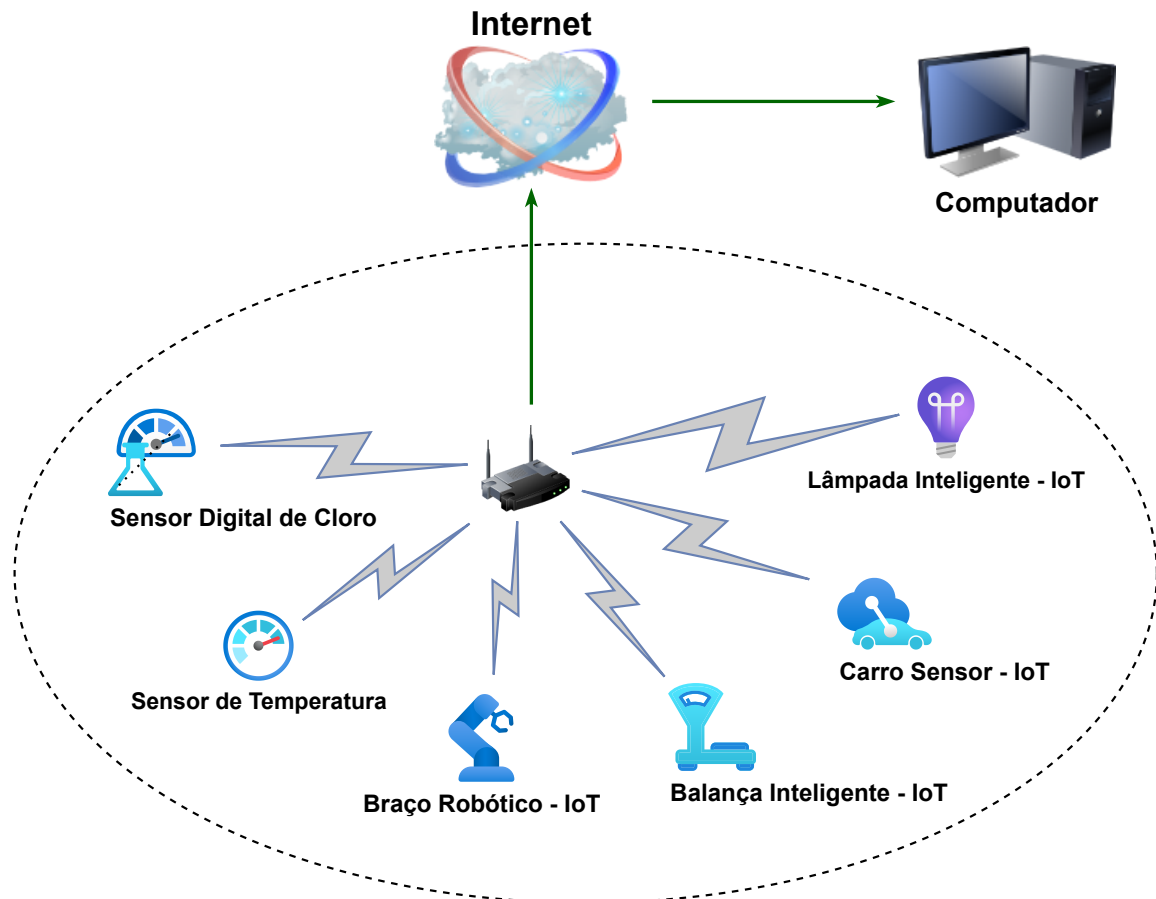 Internet
Computador
Lâmpada Inteligente - IoT
Sensor Digital de Cloro
Carro Sensor - IoT
Sensor de Temperatura
Balança Inteligente - IoT
Braço Robótico - IoT